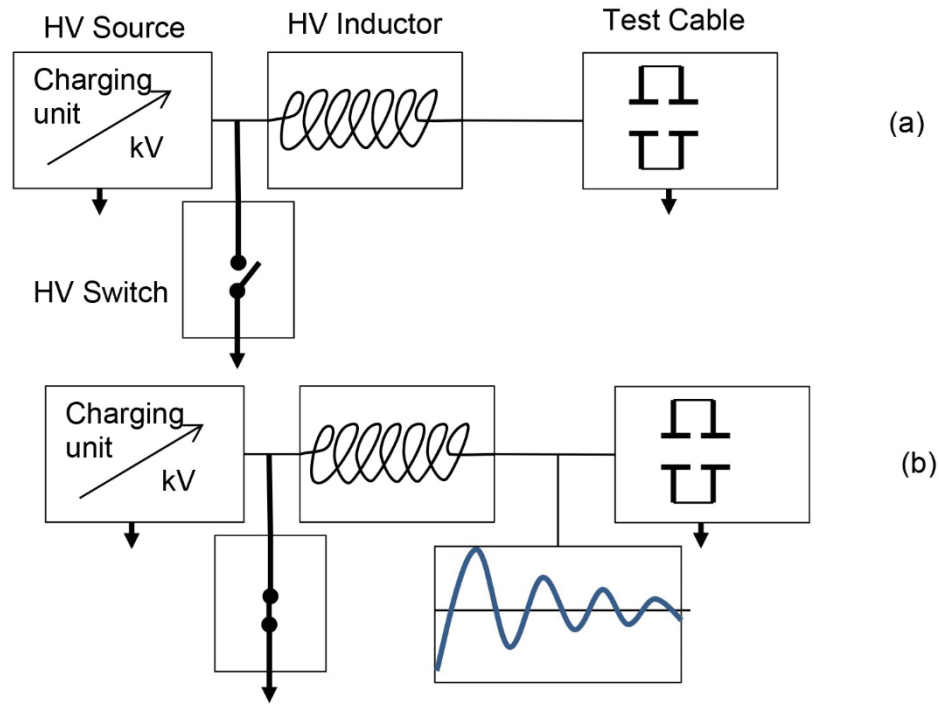 HV Source
HV Inductor
Test Cable
Charging
unit
kV
(a)
HV Switch
Charging
unit
kV
(b)